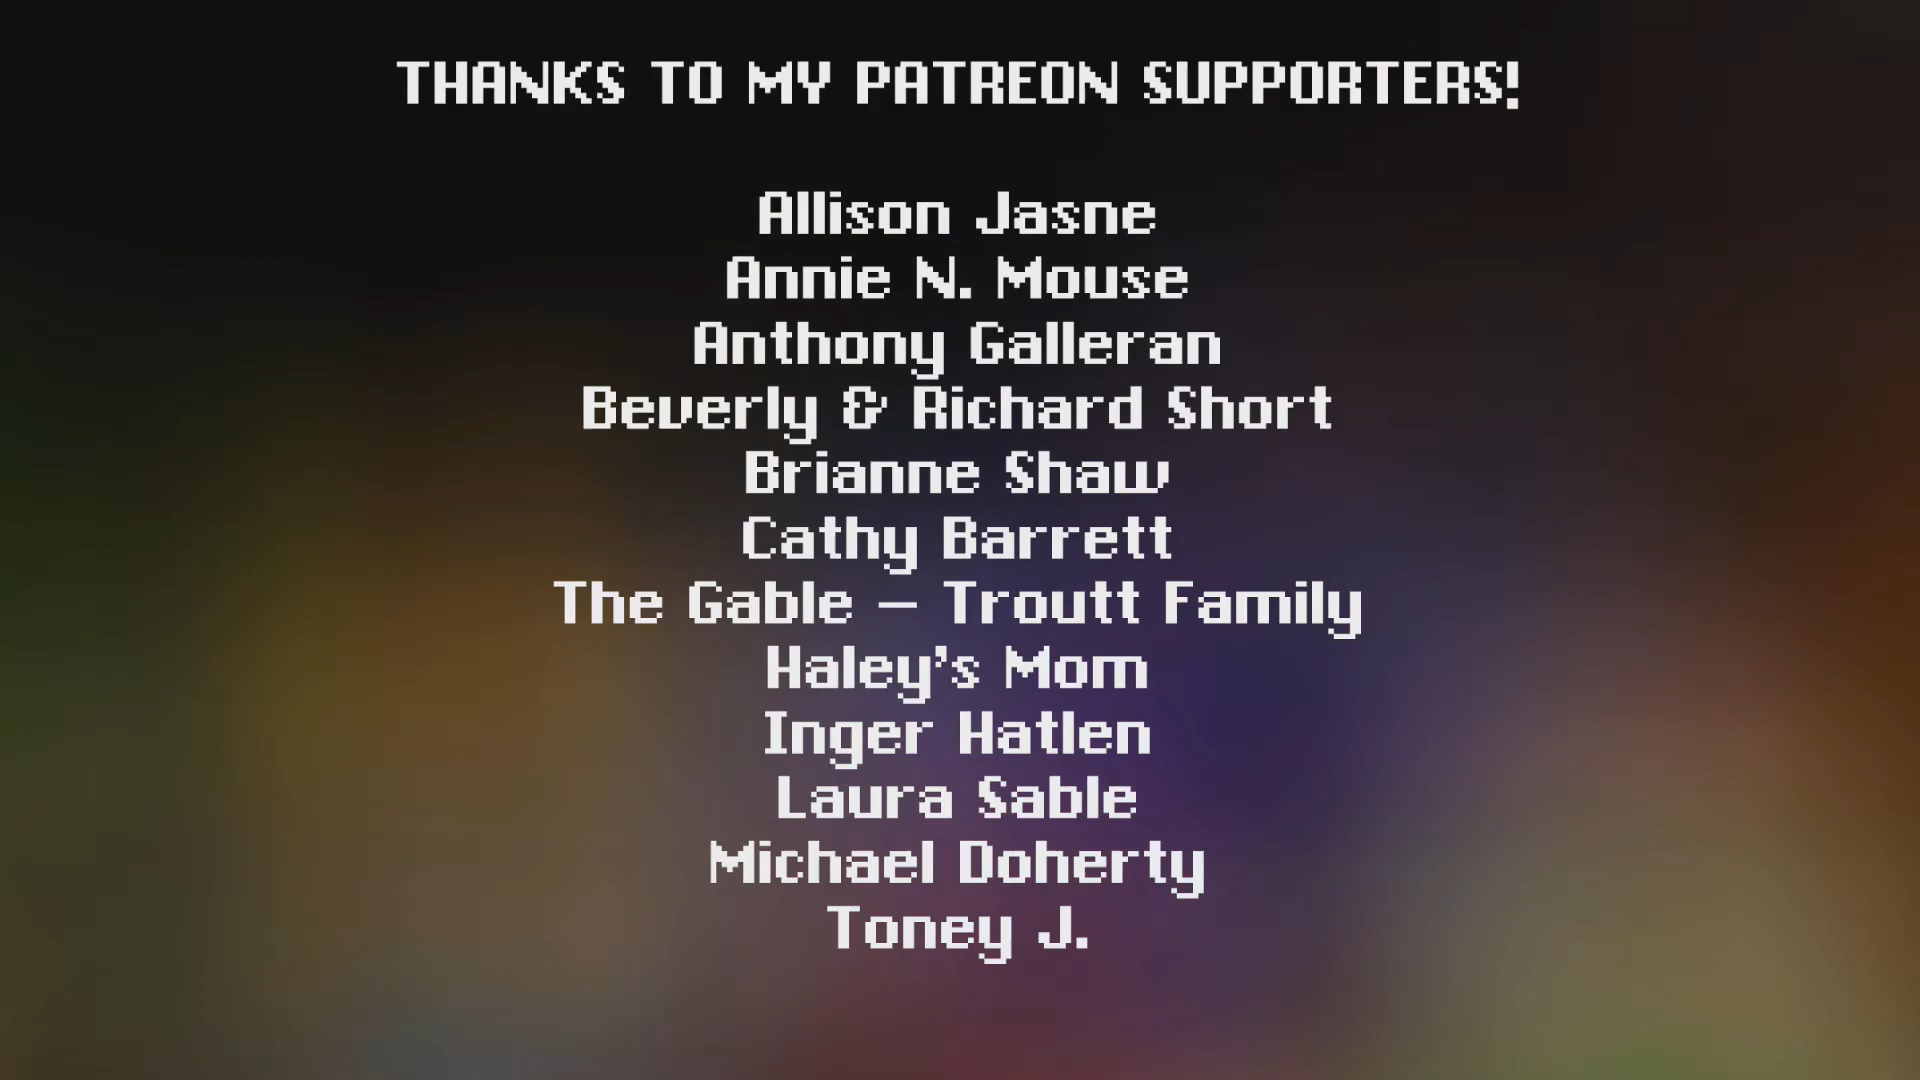 THANKS TO MY PATREON SUPPORTERS!
Allison Jasne
Annie N. Mouse
Anthony Galleran
Beverly & Richard Short
Brianne Shaw
Cathy Barrett
The Gable – Troutt Family
Haley's Mom
Inger Hatlen
Laura Sable
Michael Doherty
Toney J.